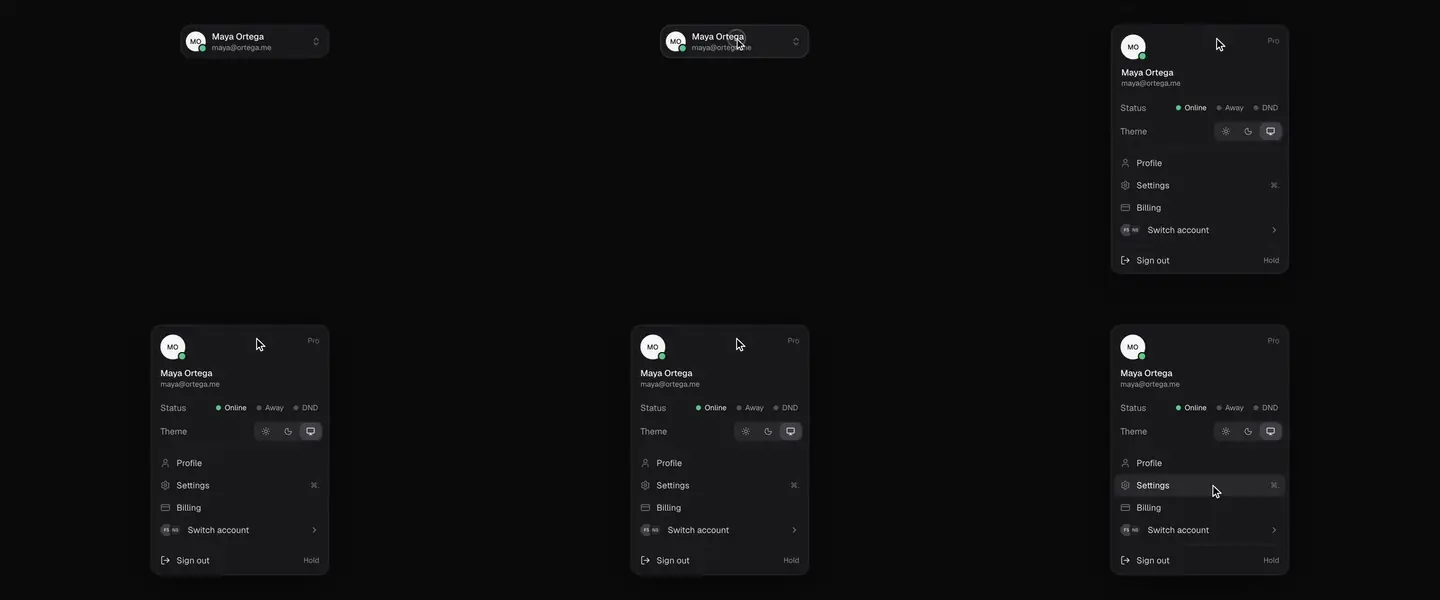 MO Maya Ortega
maya@ortega.me
MO Maya Ortega
maya@ortega.me
MO Pro
Maya Ortega
maya@ortega.me
Status Online Away DND
Theme
Profile
Settings ⌘,
Billing
Switch account
Sign out Hold
MO Pro
Maya Ortega
maya@ortega.me
Status Online Away DND
Theme
Profile
Settings ⌘,
Billing
Switch account
Sign out Hold
MO Pro
Maya Ortega
maya@ortega.me
Status Online Away DND
Theme
Profile
Settings ⌘,
Billing
Switch account
Sign out Hold
MO Pro
Maya Ortega
maya@ortega.me
Status Online Away DND
Theme
Profile
Settings ⌘,
Billing
Switch account
Sign out Hold